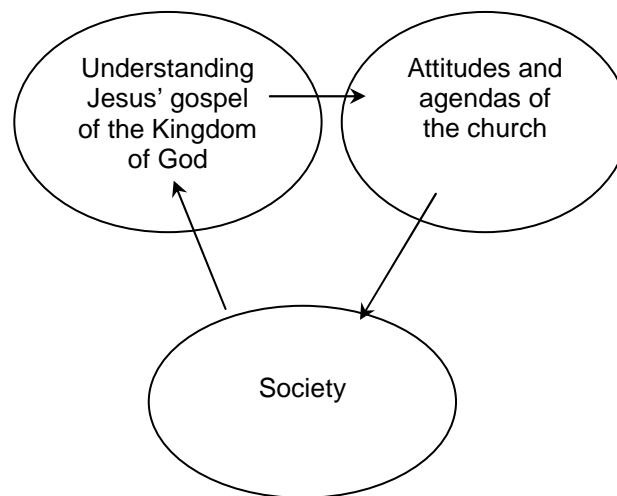 Understanding
Jesus’ gospel
of the Kingdom
of God
Attitudes and
agendas of
the church
Society